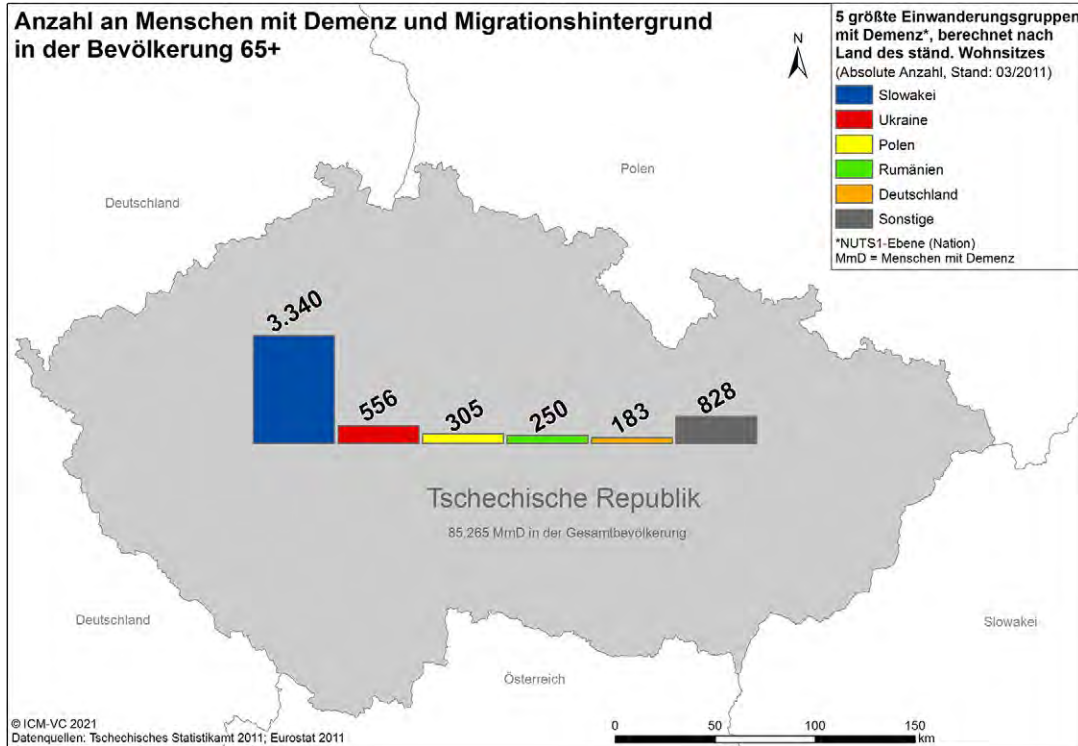 Anzahl an Menschen mit Demenz und Migrationshintergrund
in der Bevölkerung 65+
N
5 größte Einwanderungsgruppen
mit Demenz*, berechnet nach
Land des ständ. Wohnsitzes
(Absolute Anzahl, Stand: 03/2011)
Slowakei
Ukraine
Polen
Rumänien
Deutschland
Sonstige
*NUTS1-Ebene (Nation)
MmD = Menschen mit Demenz
Polen
Deutschland
3.340
556
305
250
183
828
Tschechische Republik
85.265 MmD in der Gesamtbevölkerung
Deutschland
Slowakei
Österreich
© ICM-VC 2021
Datenquellen: Tschechisches Statistikamt 2011; Eurostat 2011
0 50 100 150
km